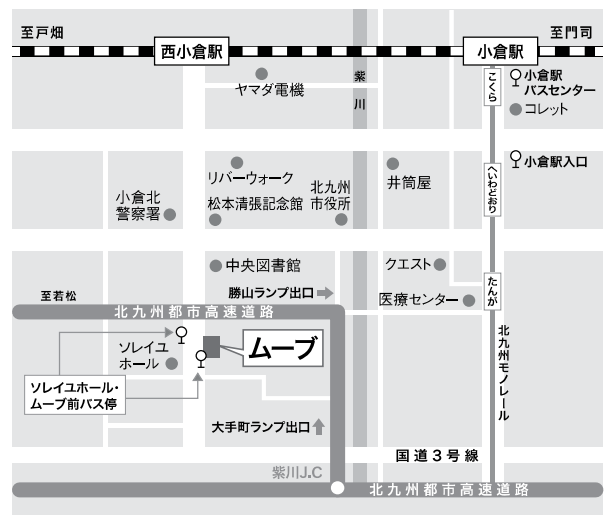 至戸畑
至門司
西小倉駅
小倉駅
ヤマダ電機
紫
川
こくら
小倉駅
バスセンター
コレット
小倉駅入口
リバーウォーク
松本清張記念館
北九州
市役所
井筒屋
へいわどおり
小倉北
警察署
中央図書館
クエスト
勝山ランプ出口
医療センター
たんが
至若松
北九州都市高速道路
ソレイユ
ホール
ムーブ
北九州モノレール
ソレイユホール・
ムーブ前バス停
大手町ランプ出口
国道3号線
紫川J.C
北九州都市高速道路